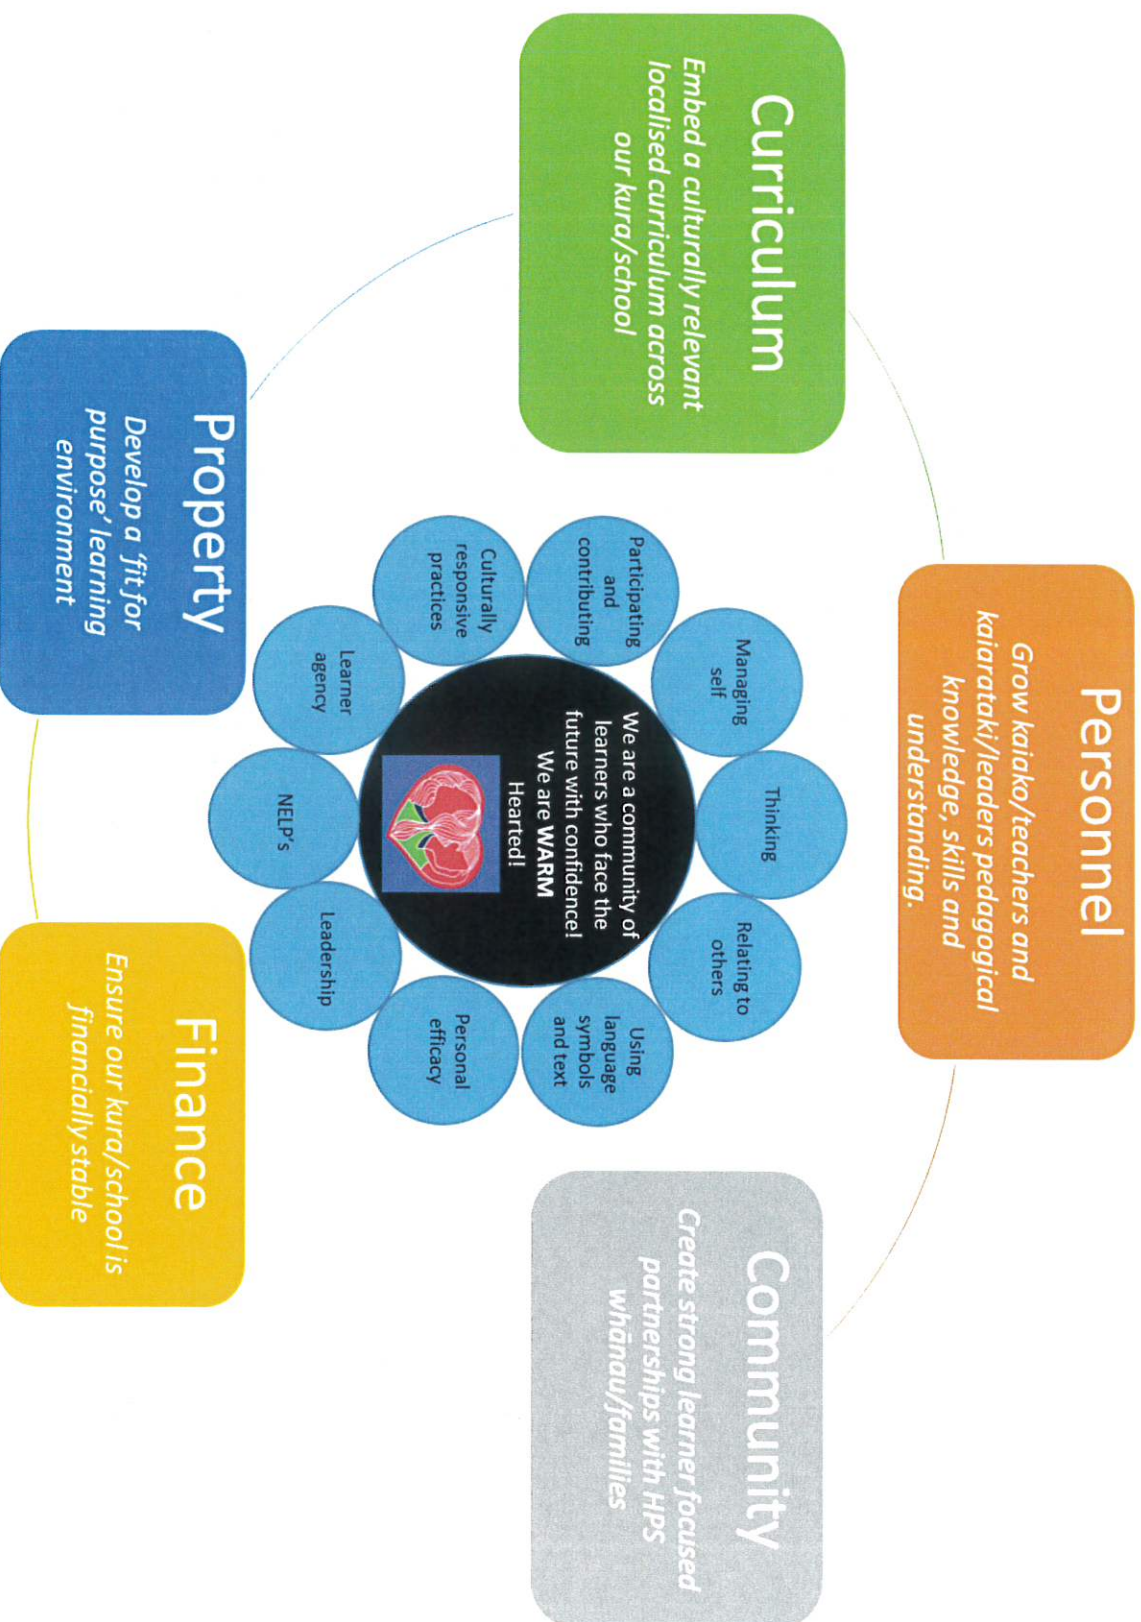 Personnel
Grow kaiako/teachers and
kaiarataki/leaders pedagogical
knowledge, skills and
understanding.
Curriculum
Embed a culturally relevant
localised curriculum across
our kura/school
Community
Create strong learner focused
partnerships with HPS
whānau/families
Property
Develop a 'fit for
purpose' learning
environment
Finance
Ensure our kura/school is
financially stable
Thinking
Relating to
others
Using
language
symbols
and text
Personal
efficacy
Leadership
NELP's
Learner
agency
Culturally
responsive
practices
Participating
and
contributing
Managing
self
We are a community of
learners who face the
future with confidence!
We are WARM
Hearted!